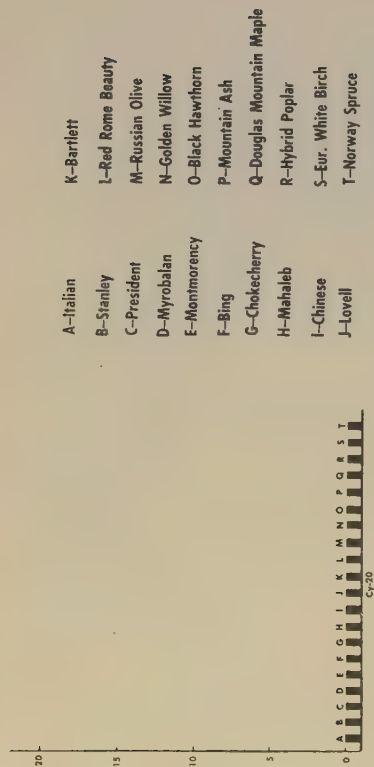 A–Italian
B–Stanley
C–President
D–Myrobalan
E–Montmorency
F–Bing
G–Chokecherry
H–Mahaleb
I–Chinese
J–Lovell
K–Bartlett
L–Red Rome Beauty
M–Russian Olive
N–Golden Willow
O–Black Hawthorn
P–Mountain Ash
Q–Douglas Mountain Maple
R–Hybrid Poplar
S–Eur. White Birch
T–Norway Spruce
20
15
10
5
0
A B C D E F G H I J K L M N O P Q R S T
Cy-20